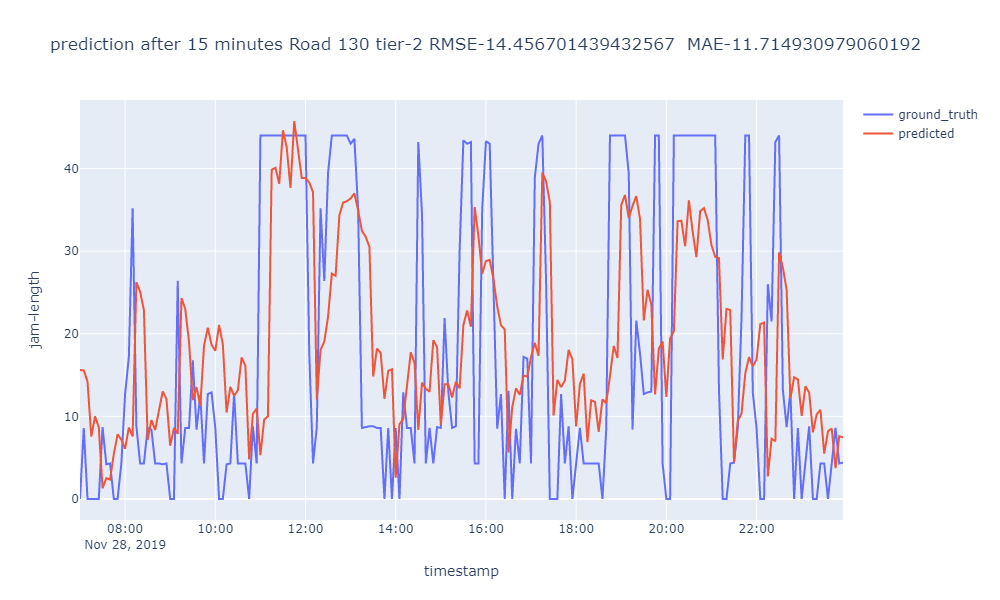 prediction after 15 minutes Road 130 tier-2 RMSE-14.456701439432567  MAE-11.714930979060192
ground_truth
predicted
jam-length
40
30
20
10
0
08:00 10:00 12:00 14:00 16:00 18:00 20:00 22:00
Nov 28, 2019
timestamp